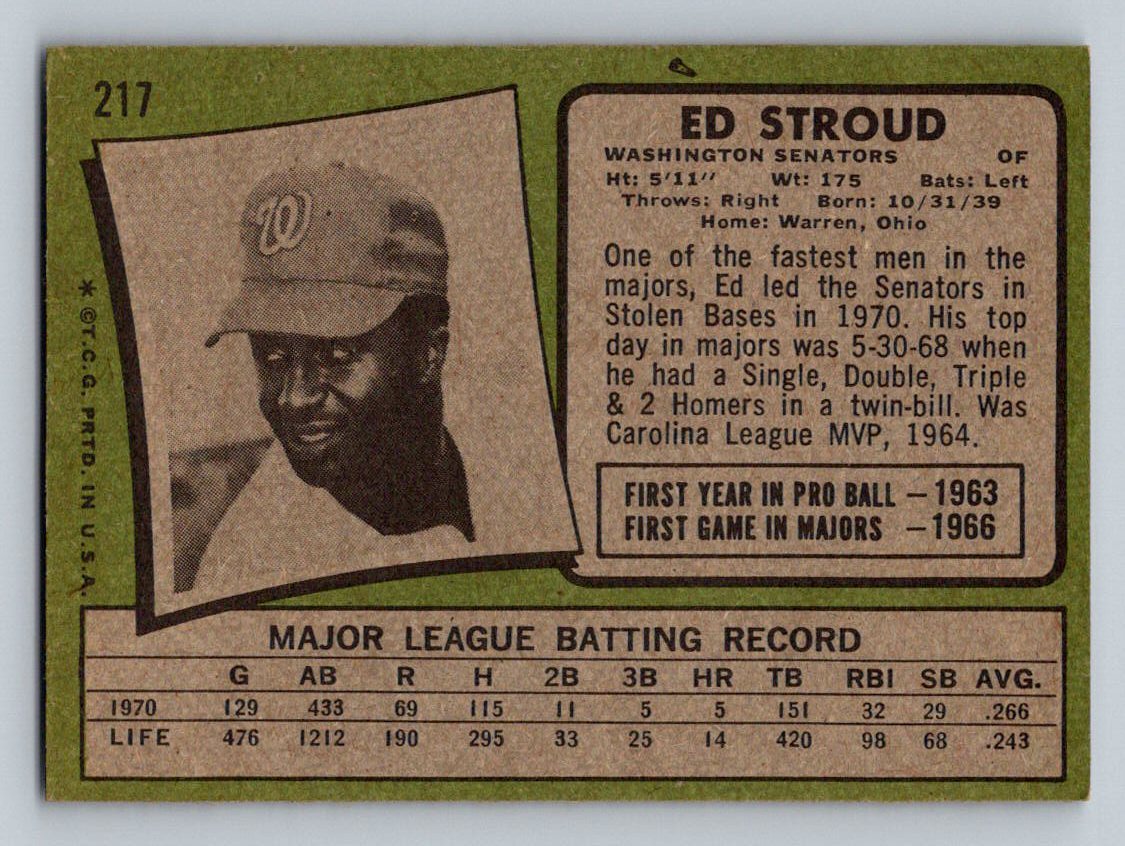 217
W
* ©T.C.G. PRTD. IN U.S.A.
ED STROUD
WASHINGTON SENATORS OF
Ht: 5'11" Wt: 175 Bats: Left
Throws: Right Born: 10/31/39
Home: Warren, Ohio
One of the fastest men in the
majors, Ed led the Senators in
Stolen Bases in 1970. His top
day in majors was 5-30-68 when
he had a Single, Double, Triple
& 2 Homers in a twin-bill. Was
Carolina League MVP, 1964.
FIRST YEAR IN PRO BALL – 1963
FIRST GAME IN MAJORS – 1966
MAJOR LEAGUE BATTING RECORD
G AB R H 2B 3B HR TB RBI SB AVG.
1970 129 433 69 115 11 5 5 151 32 29 .266
LIFE 476 1212 190 295 33 25 14 420 98 68 .243